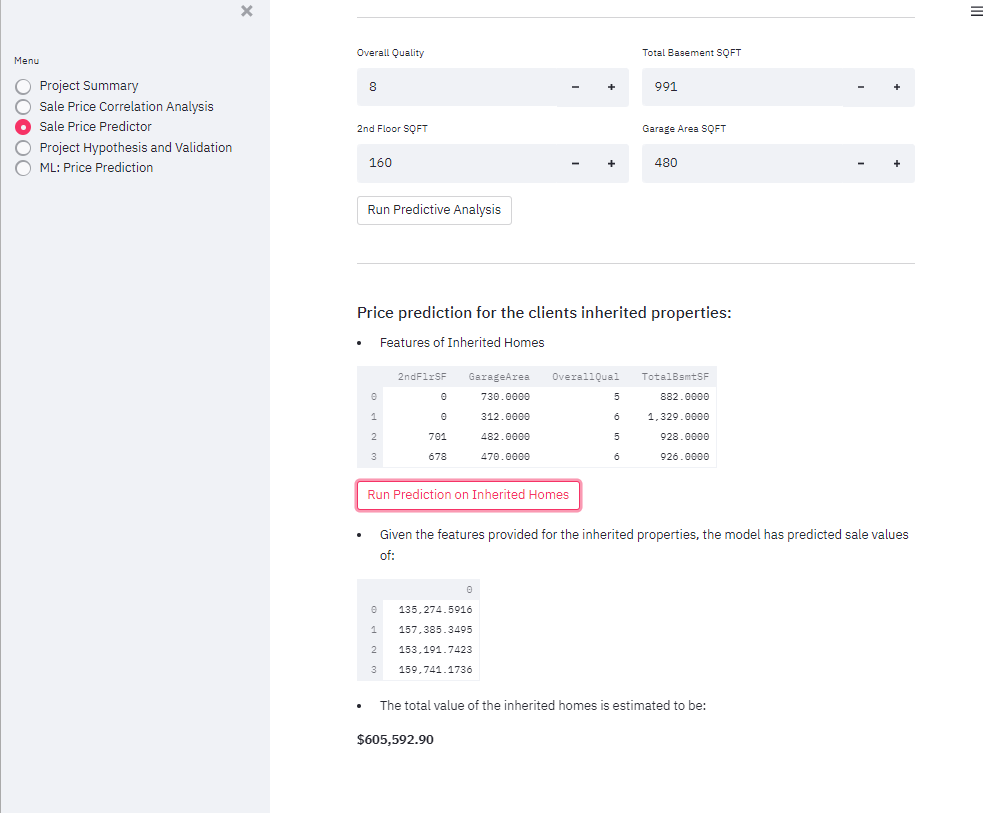 Menu
Project Summary
Sale Price Correlation Analysis
Sale Price Predictor
Project Hypothesis and Validation
ML: Price Prediction
Overall Quality Total Basement SQFT
8 - + 991 - +
2nd Floor SQFT Garage Area SQFT
160 - + 480 - +
Run Predictive Analysis
Price prediction for the clients inherited properties:
• Features of Inherited Homes
2ndFlrSF GarageArea OverallQual TotalBsmtSF
0 0 730.0000 5 882.0000
1 0 312.0000 6 1,329.0000
2 701 482.0000 5 928.0000
3 678 470.0000 6 926.0000
Run Prediction on Inherited Homes
• Given the features provided for the inherited properties, the model has predicted sale values
of:
0
0 135,274.5916
1 157,385.3495
2 153,191.7423
3 159,741.1736
• The total value of the inherited homes is estimated to be:
$605,592.90